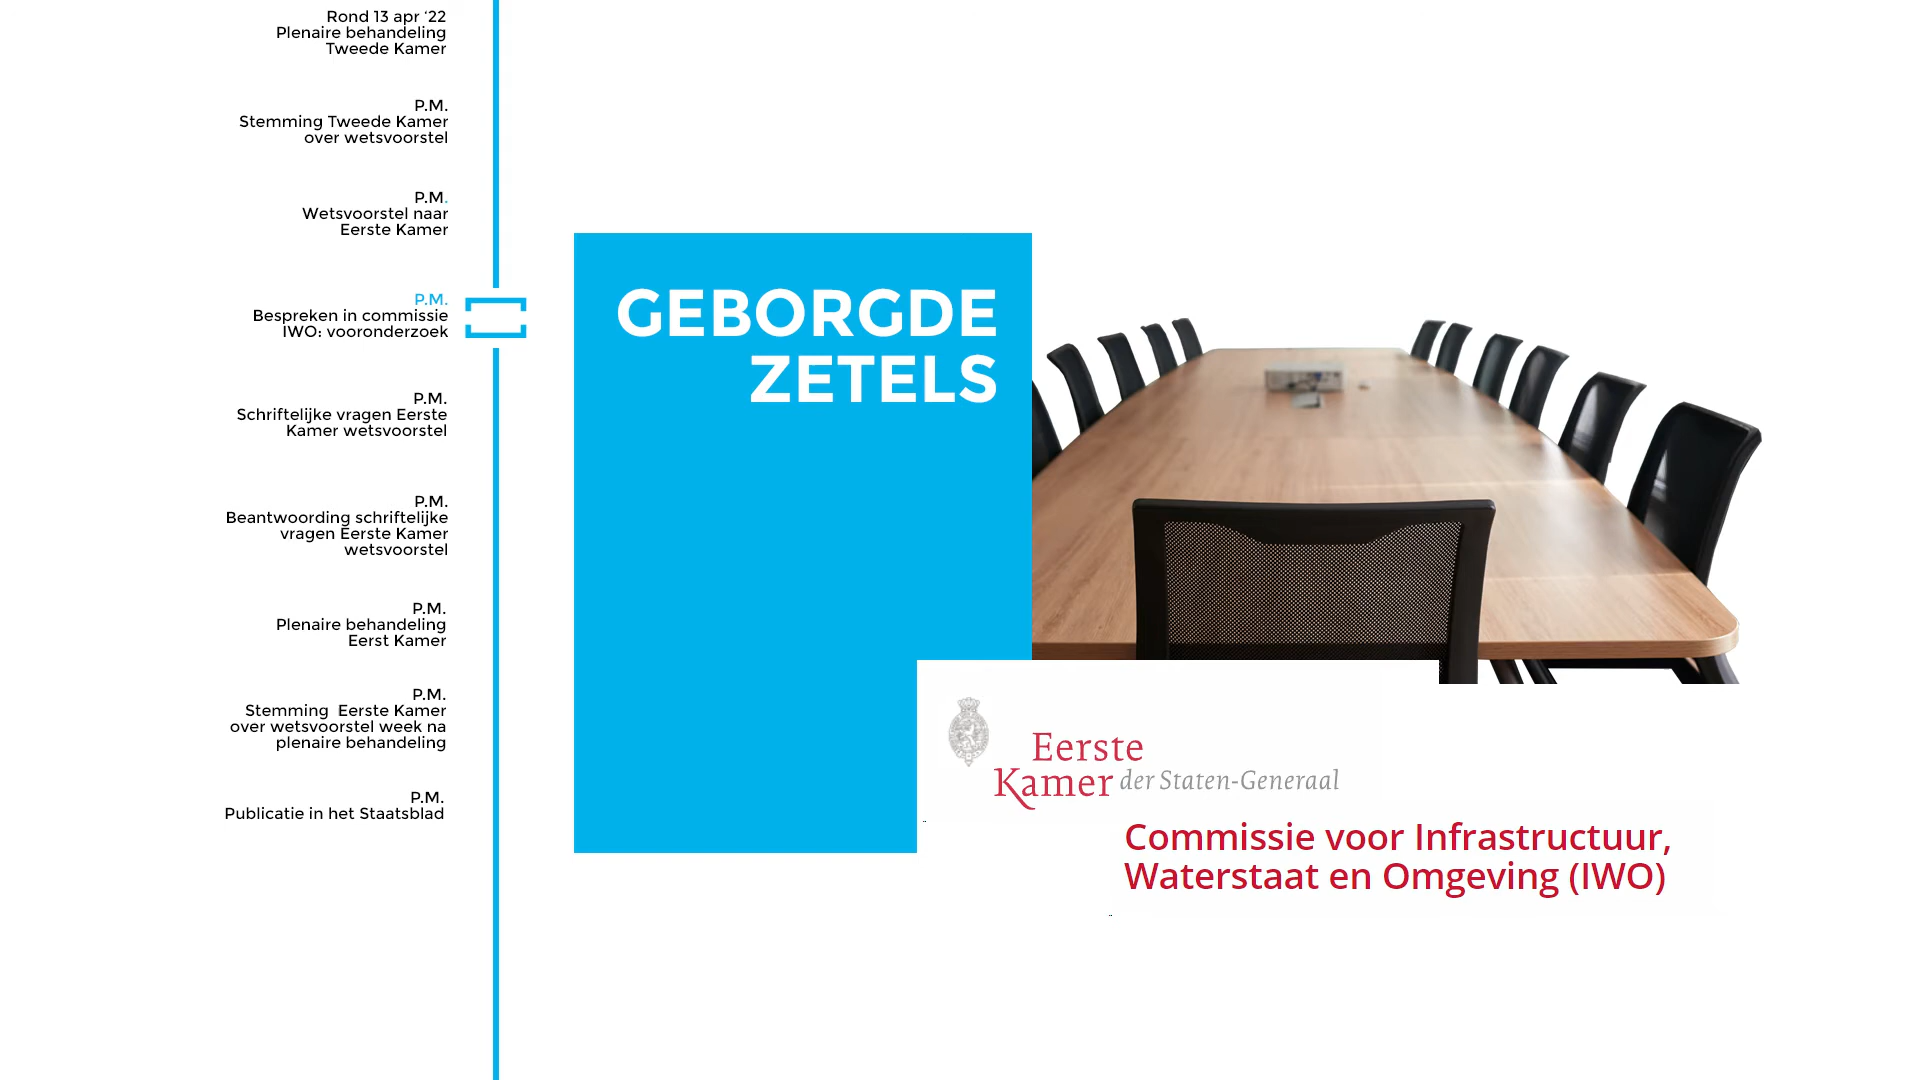 Rond 13 apr ‘22
Plenaire behandeling
Tweede Kamer
P.M.
Stemming Tweede Kamer
over wetsvoorstel
P.M.
Wetsvoorstel naar
Eerste Kamer
P.M.
Bespreken in commissie
IWO: vooronderzoek
P.M.
Schriftelijke vragen Eerste
Kamer wetsvoorstel
P.M.
Beantwoording schriftelijke
vragen Eerste Kamer
wetsvoorstel
P.M.
Plenaire behandeling
Eerst Kamer
P.M.
Stemming  Eerste Kamer
over wetsvoorstel week na
plenaire behandeling
P.M.
Publicatie in het Staatsblad
GEBORGDE
ZETELS
Eerste
Kamer der Staten-Generaal
Commissie voor Infrastructuur,
Waterstaat en Omgeving (IWO)